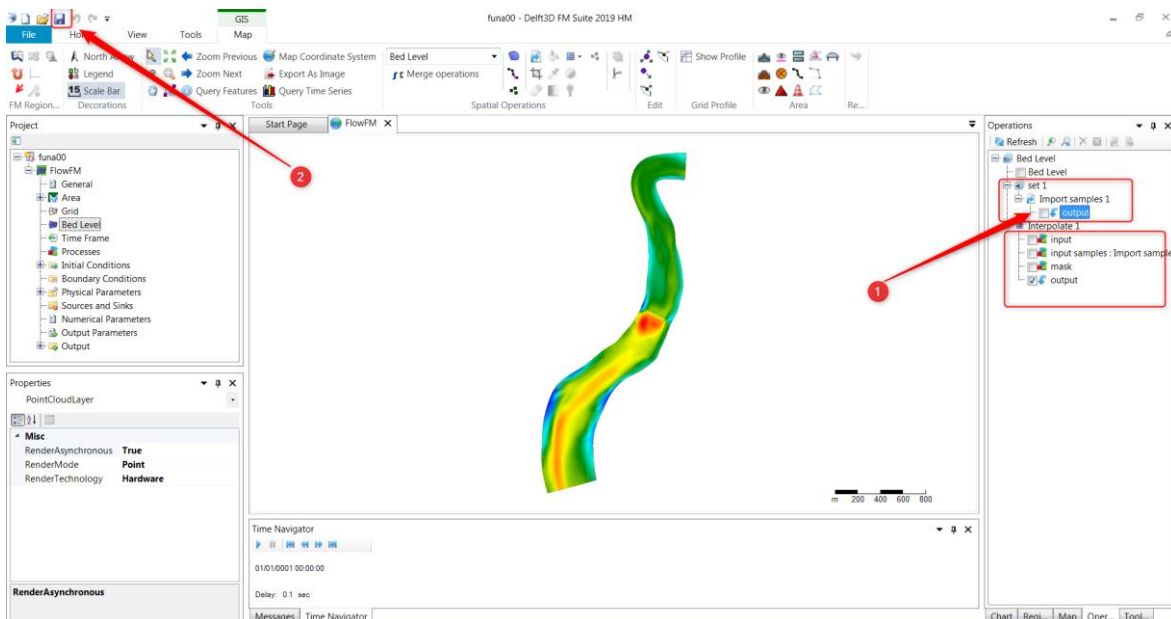 GIS
funa00 - Delft3D FM Suite 2019 HM
File
View
Tools
Map
North Arrow
Legend
15 Scale Bar
Zoom Previous
Zoom Next
Query Features
Map Coordinate System
Export As Image
Query Time Series
Bed Level
Merge operations
Show Profile
FM Region...
Decorations
Tools
Spatial Operations
Edit
Grid Profile
Area
Re...
Project
funa00
FlowFM
General
Area
Grid
Bed Level
Time Frame
Processes
Initial Conditions
Boundary Conditions
Physical Parameters
Sources and Sinks
Numerical Parameters
Output Parameters
Output
Properties
PointCloudLayer
Misc
RenderAsynchronous True
RenderMode Point
RenderTechnology Hardware
RenderAsynchronous
Start Page
FlowFM
2
1
m 200 400 600 800
Time Navigator
01/01/0001 00:00:00
Delay: 0.1 sec
Messages
Time Navigator
Operations
Refresh
Bed Level
Bed Level
set 1
Import samples 1
output
Interpolate 1
input
input samples : Import sample
mask
output
Chart
Regi...
Map
Oper...
Tool...